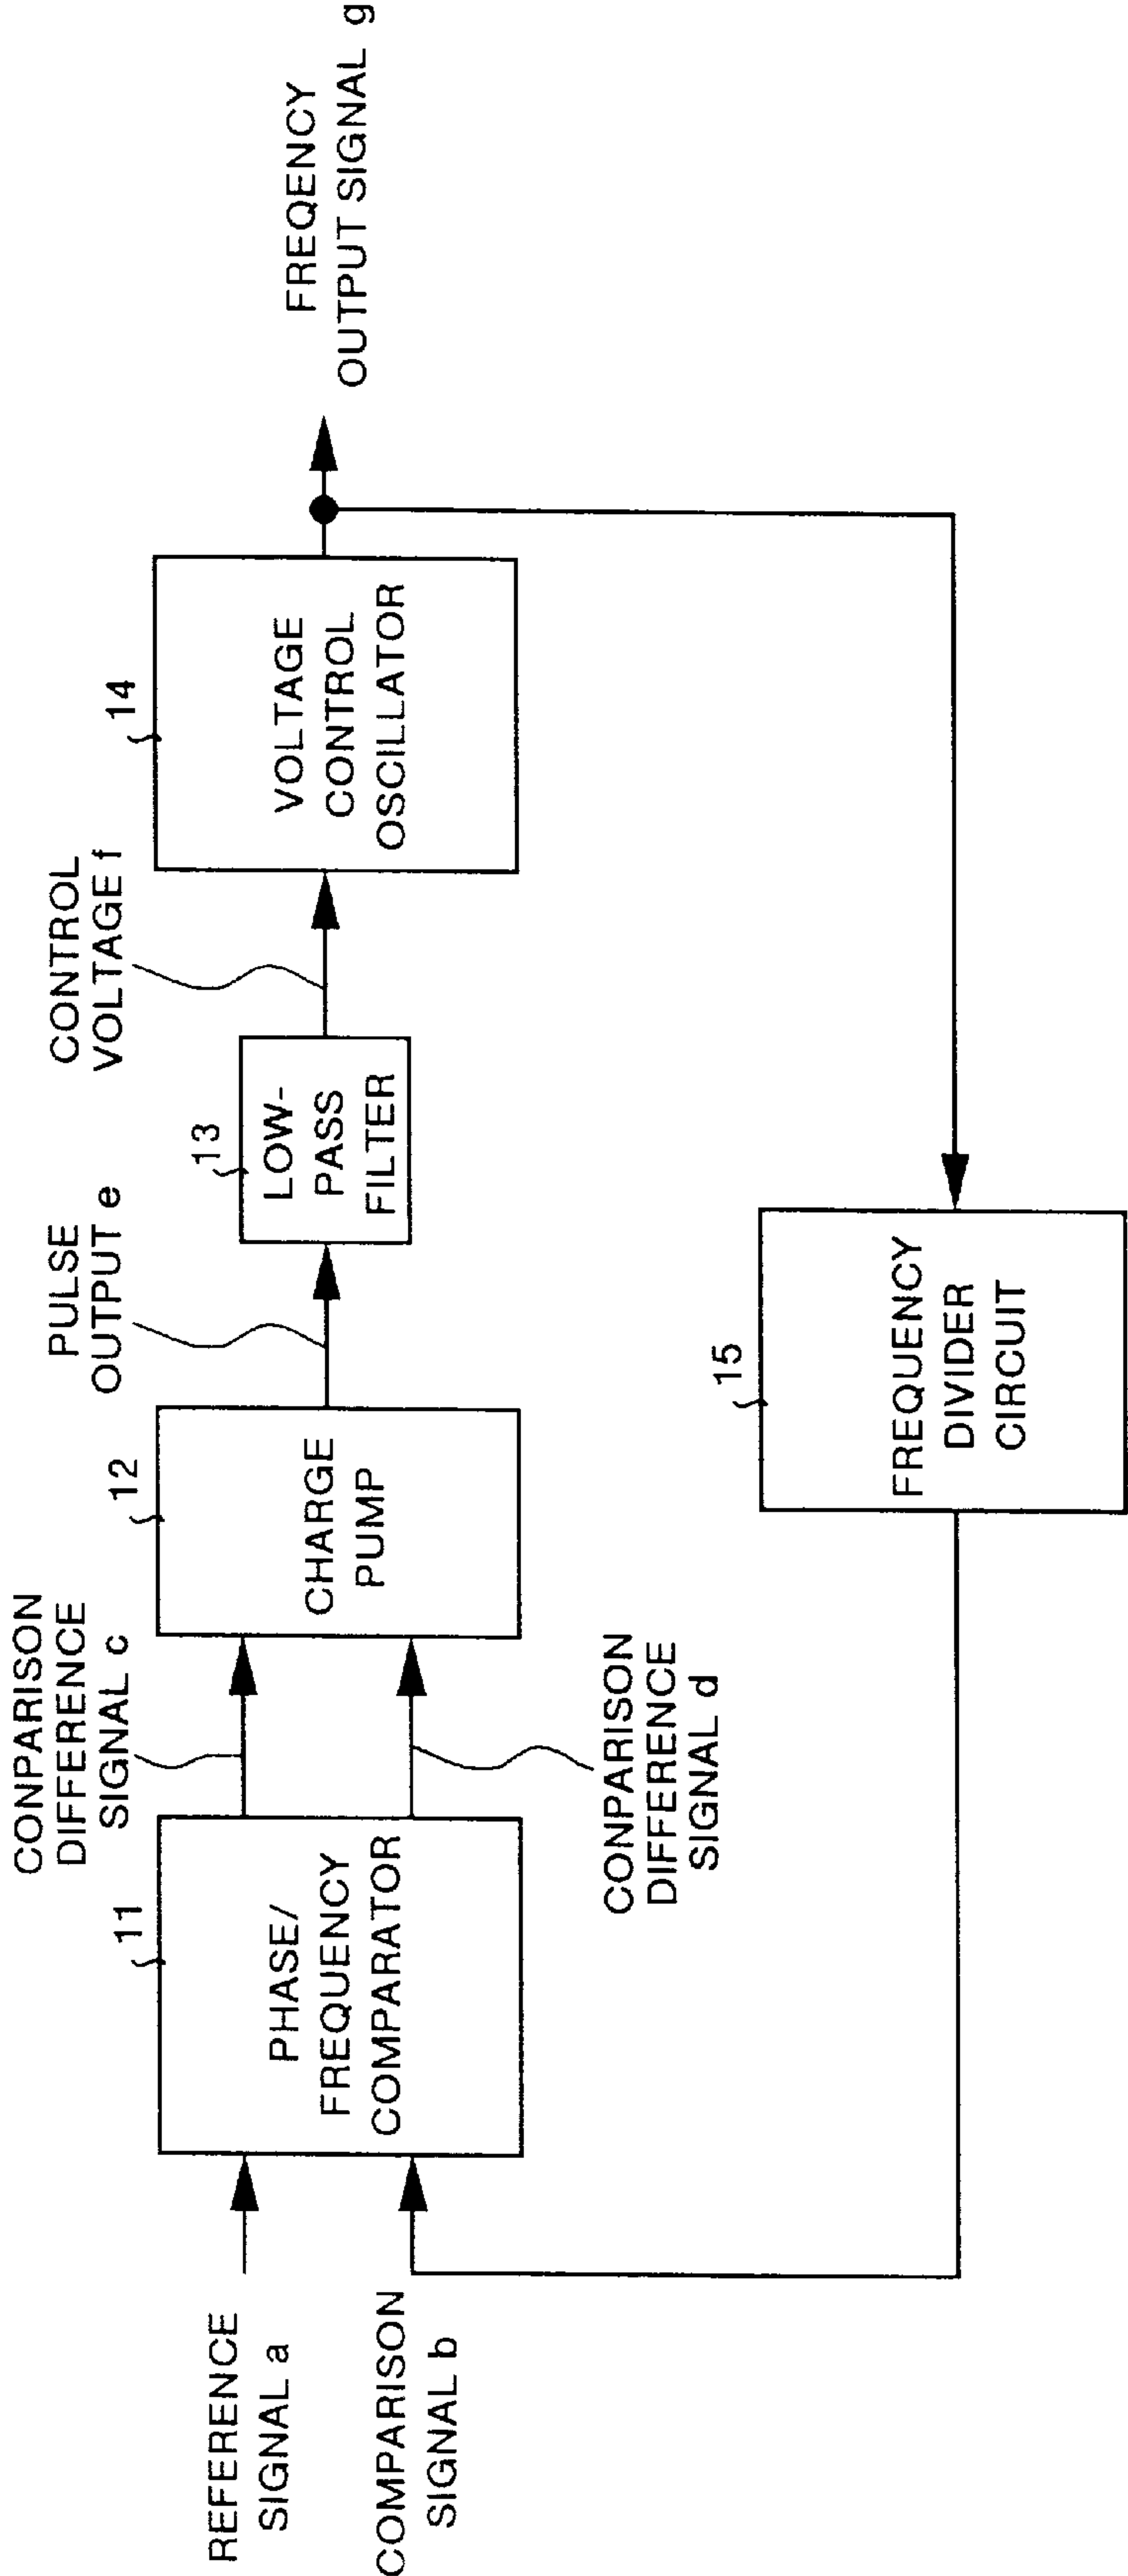 REFERENCE
SIGNAL a
COMPARISON
SIGNAL b
11
PHASE/
FREQUENCY
COMPARATOR
CONPARISON
DIFFERENCE
SIGNAL c
CONPARISON
DIFFERENCE
SIGNAL d
12
CHARGE
PUMP
PULSE
OUTPUT e
13
LOW-
PASS
FILTER
CONTROL
VOLTAGE f
14
VOLTAGE
CONTROL
OSCILLATOR
FREQENCY
OUTPUT SIGNAL g
15
FREQUENCY
DIVIDER
CIRCUIT